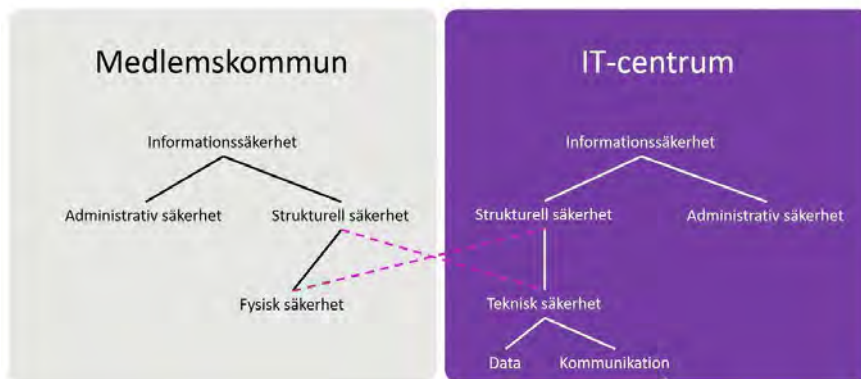 Medlemskommun
Informationssäkerhet
Administrativ säkerhet
Strukturell säkerhet
Fysisk säkerhet
IT-centrum
Informationssäkerhet
Strukturell säkerhet
Administrativ säkerhet
Teknisk säkerhet
Data
Kommunikation